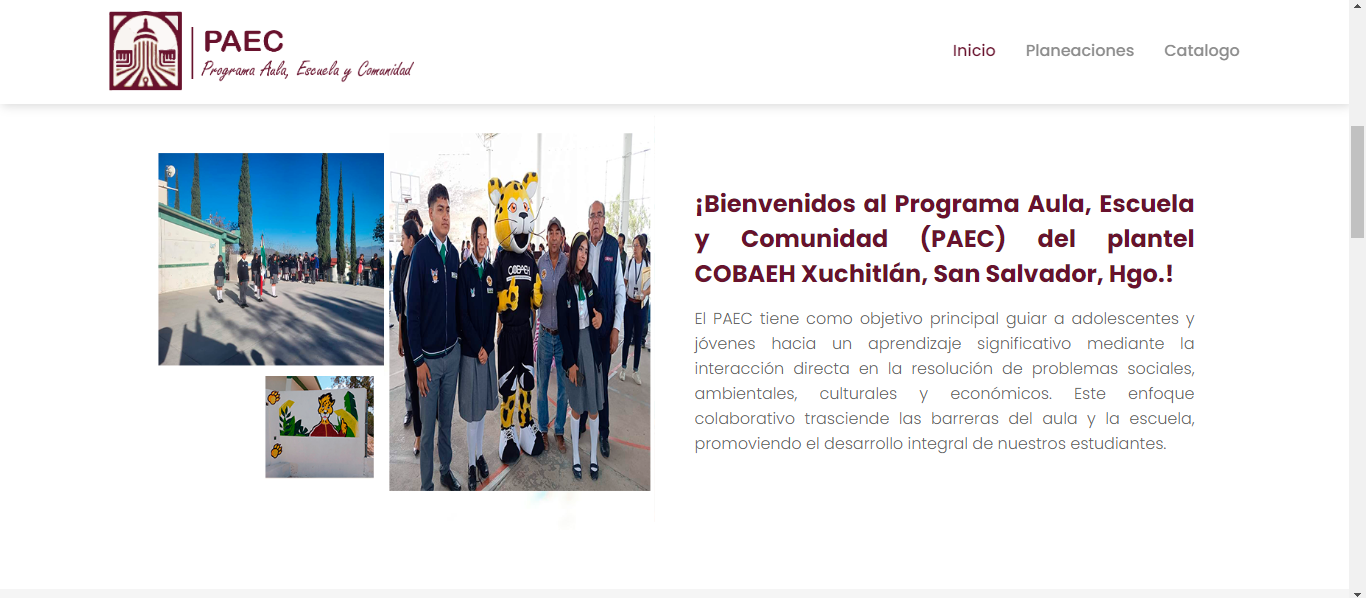 PAEC
Programa Aula, Escuela y Comunidad
Inicio Planeaciones Catalogo
¡Bienvenidos al Programa Aula, Escuela
y Comunidad (PAEC) del plantel
COBAEH Xuchitlán, San Salvador, Hgo.!
El PAEC tiene como objetivo principal guiar a adolescentes y
jóvenes hacia un aprendizaje significativo mediante la
interacción directa en la resolución de problemas sociales,
ambientales, culturales y económicos. Este enfoque
colaborativo trasciende las barreras del aula y la escuela,
promoviendo el desarrollo integral de nuestros estudiantes.
COBAEH